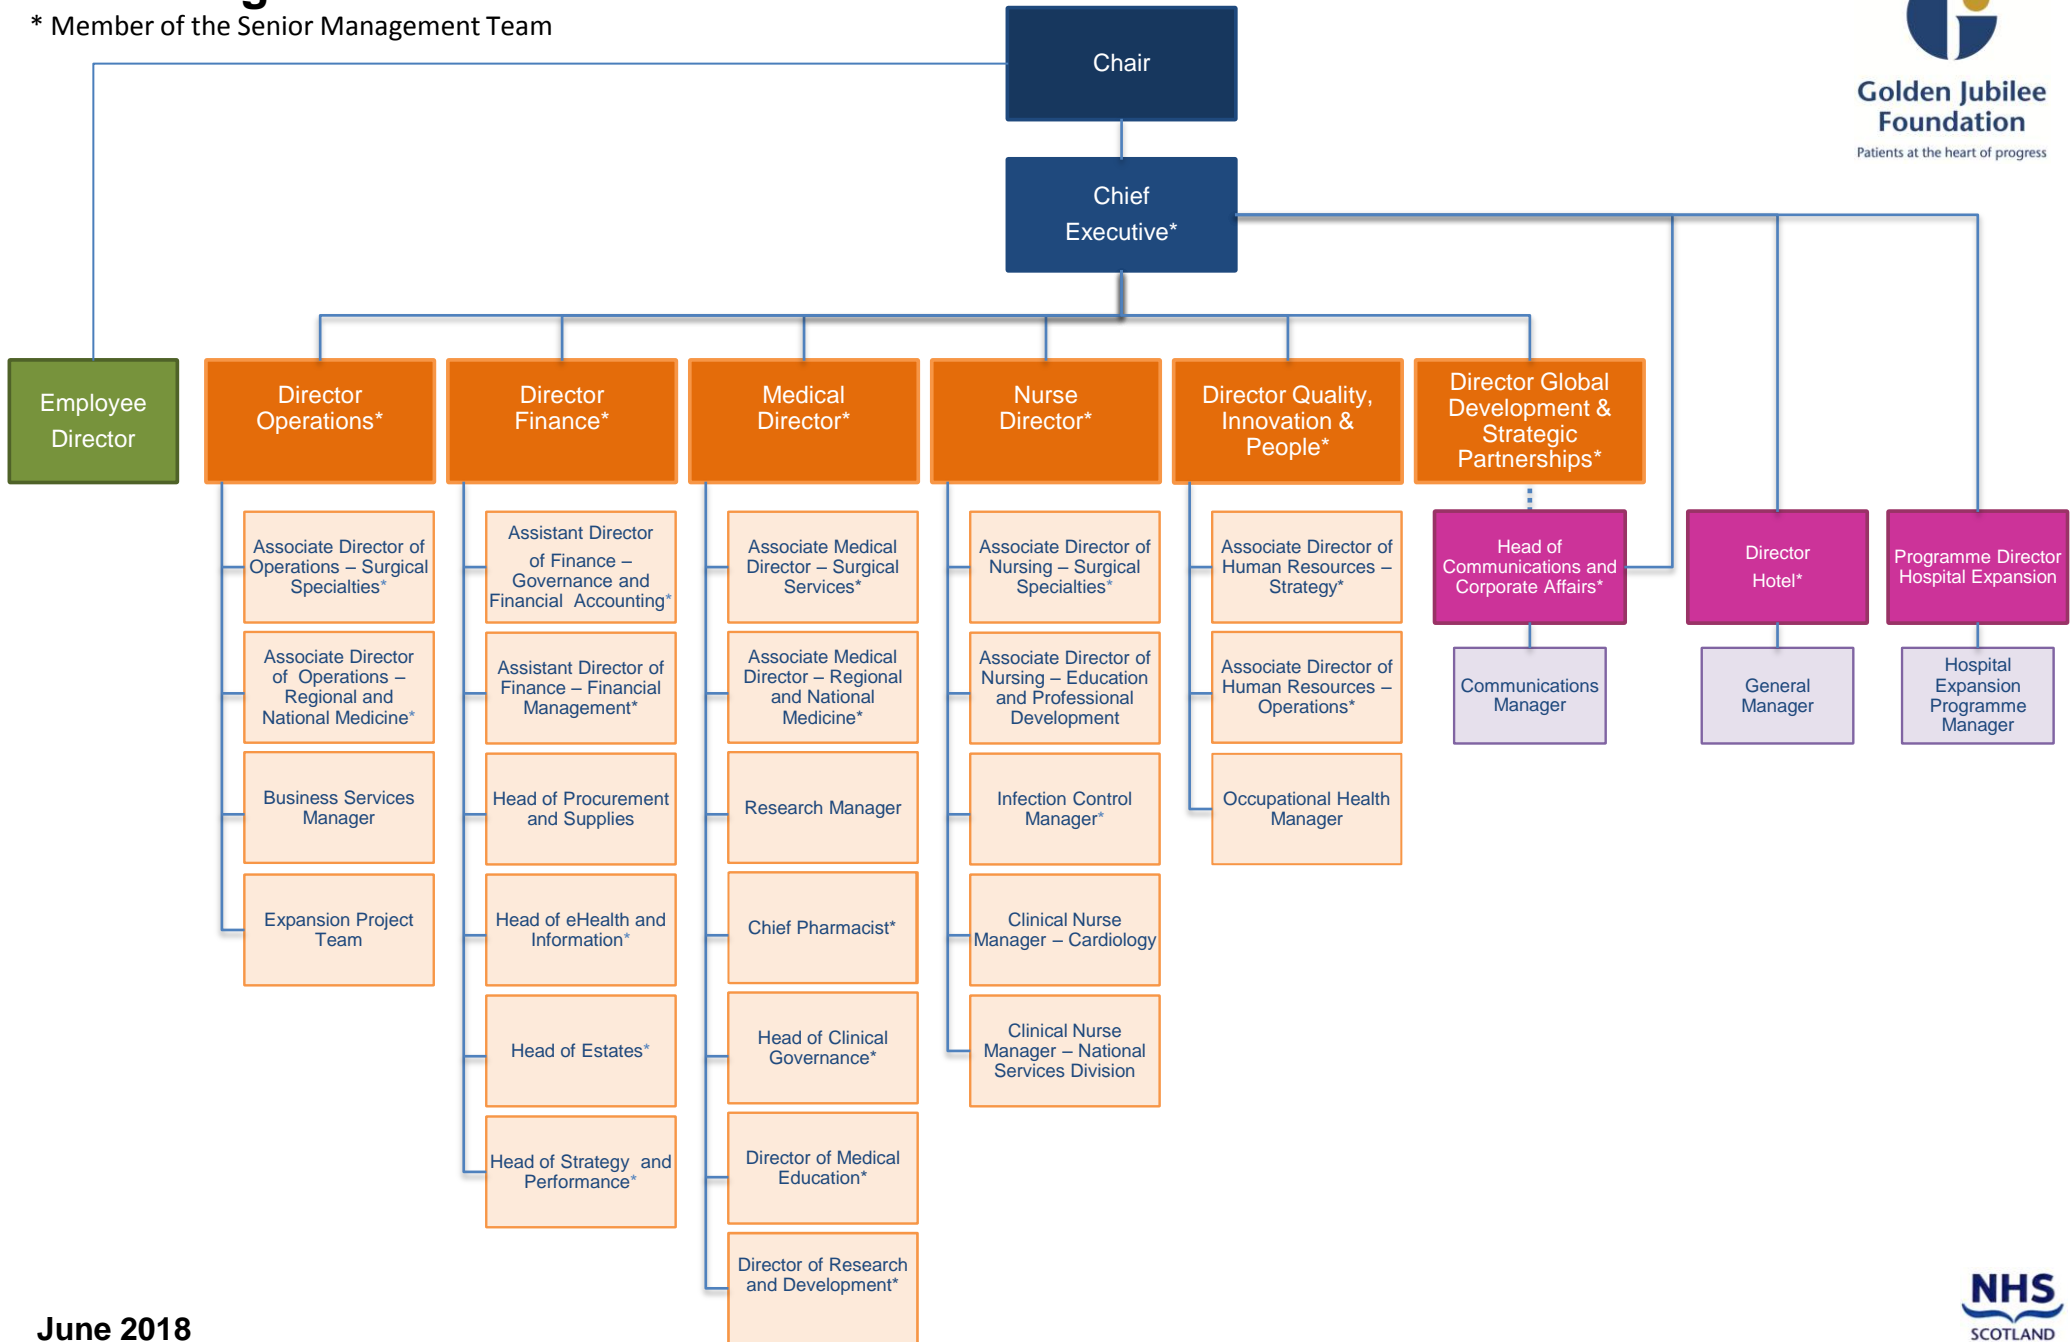 * Member of the Senior Management Team
Chair
Golden Jubilee
Foundation
Patients at the heart of progress
Chief
Executive*
Employee
Director
Director
Operations*
Director
Finance*
Medical
Director*
Nurse
Director*
Director Quality,
Innovation &
People*
Director Global
Development &
Strategic
Partnerships*
Associate Director of
Operations – Surgical
Specialties*
Associate Director
of Operations –
Regional and
National Medicine*
Business Services
Manager
Expansion Project
Team
Assistant Director
of Finance –
Governance and
Financial Accounting*
Assistant Director of
Finance – Financial
Management*
Head of Procurement
and Supplies
Head of eHealth and
Information*
Head of Estates*
Head of Strategy and
Performance*
Associate Medical
Director – Surgical
Services*
Associate Medical
Director – Regional
and National
Medicine*
Research Manager
Chief Pharmacist*
Head of Clinical
Governance*
Director of Medical
Education*
Director of Research
and Development*
Associate Director of
Nursing – Surgical
Specialties*
Associate Director of
Nursing – Education
and Professional
Development
Infection Control
Manager*
Clinical Nurse
Manager – Cardiology
Clinical Nurse
Manager – National
Services Division
Associate Director of
Human Resources –
Strategy*
Associate Director of
Human Resources –
Operations*
Occupational Health
Manager
Head of
Communications and
Corporate Affairs*
Communications
Manager
Director
Hotel*
General
Manager
Programme Director
Hospital Expansion
Hospital
Expansion
Programme
Manager
June 2018
NHS
SCOTLAND